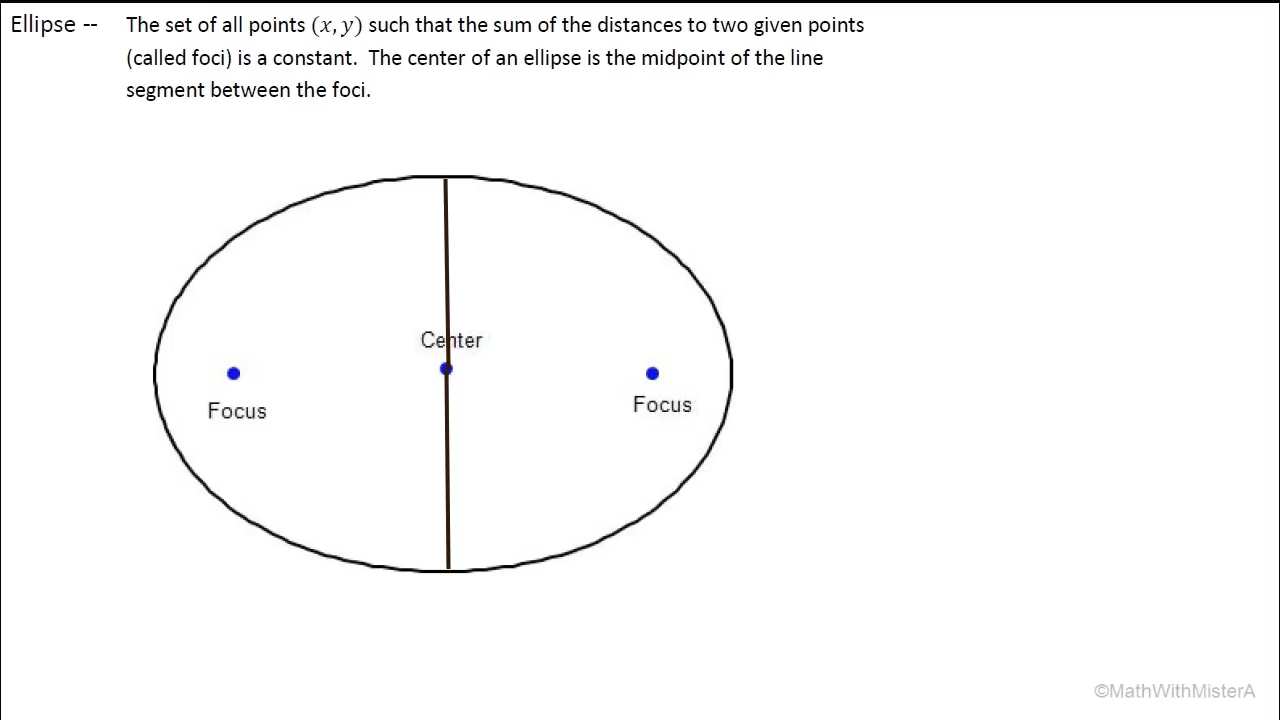 Ellipse -- The set of all points (x, y) such that the sum of the distances to two given points
(called foci) is a constant. The center of an ellipse is the midpoint of the line
segment between the foci.
Center
Focus
Focus
©MathWithMisterA